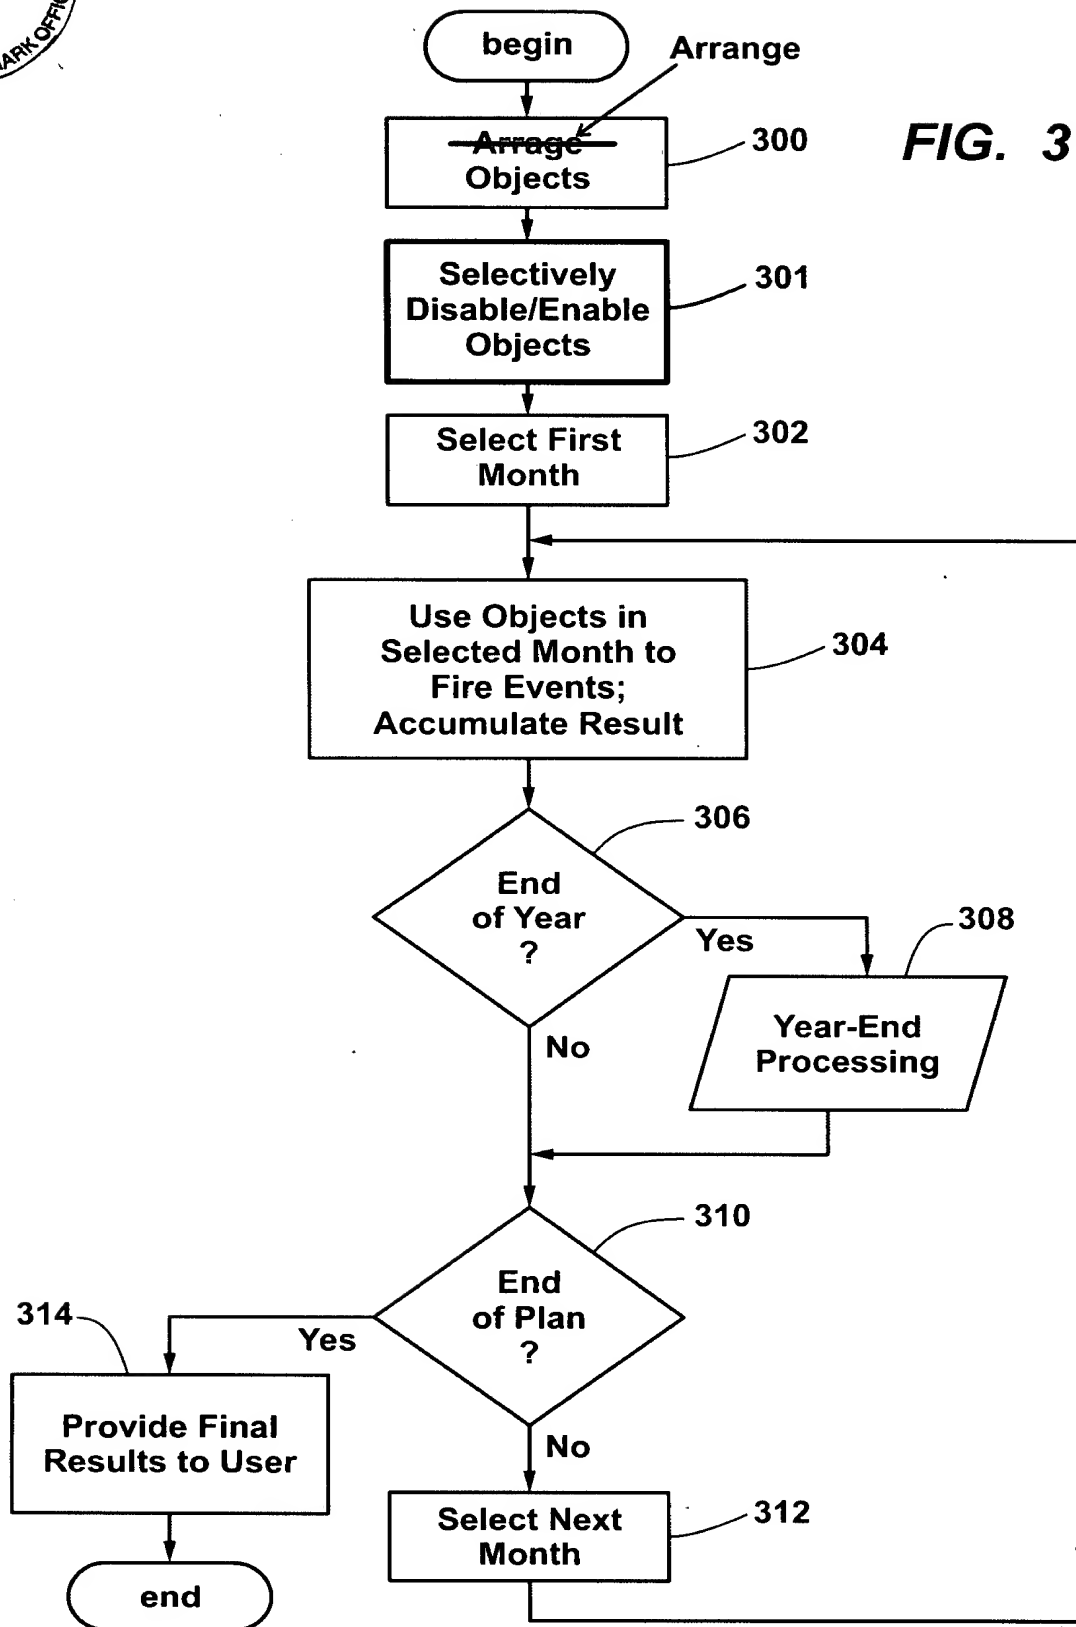 ARK OFFIC
begin
Arrange
Arrage
Objects
300
FIG. 3
Selectively
Disable/Enable
Objects
301
Select First
Month
302
Use Objects in
Selected Month to
Fire Events;
Accumulate Result
304
306
End
of Year
?
Yes
308
No
Year-End
Processing
310
End
of Plan
?
314
Yes
Provide Final
Results to User
No
Select Next
Month
312
end